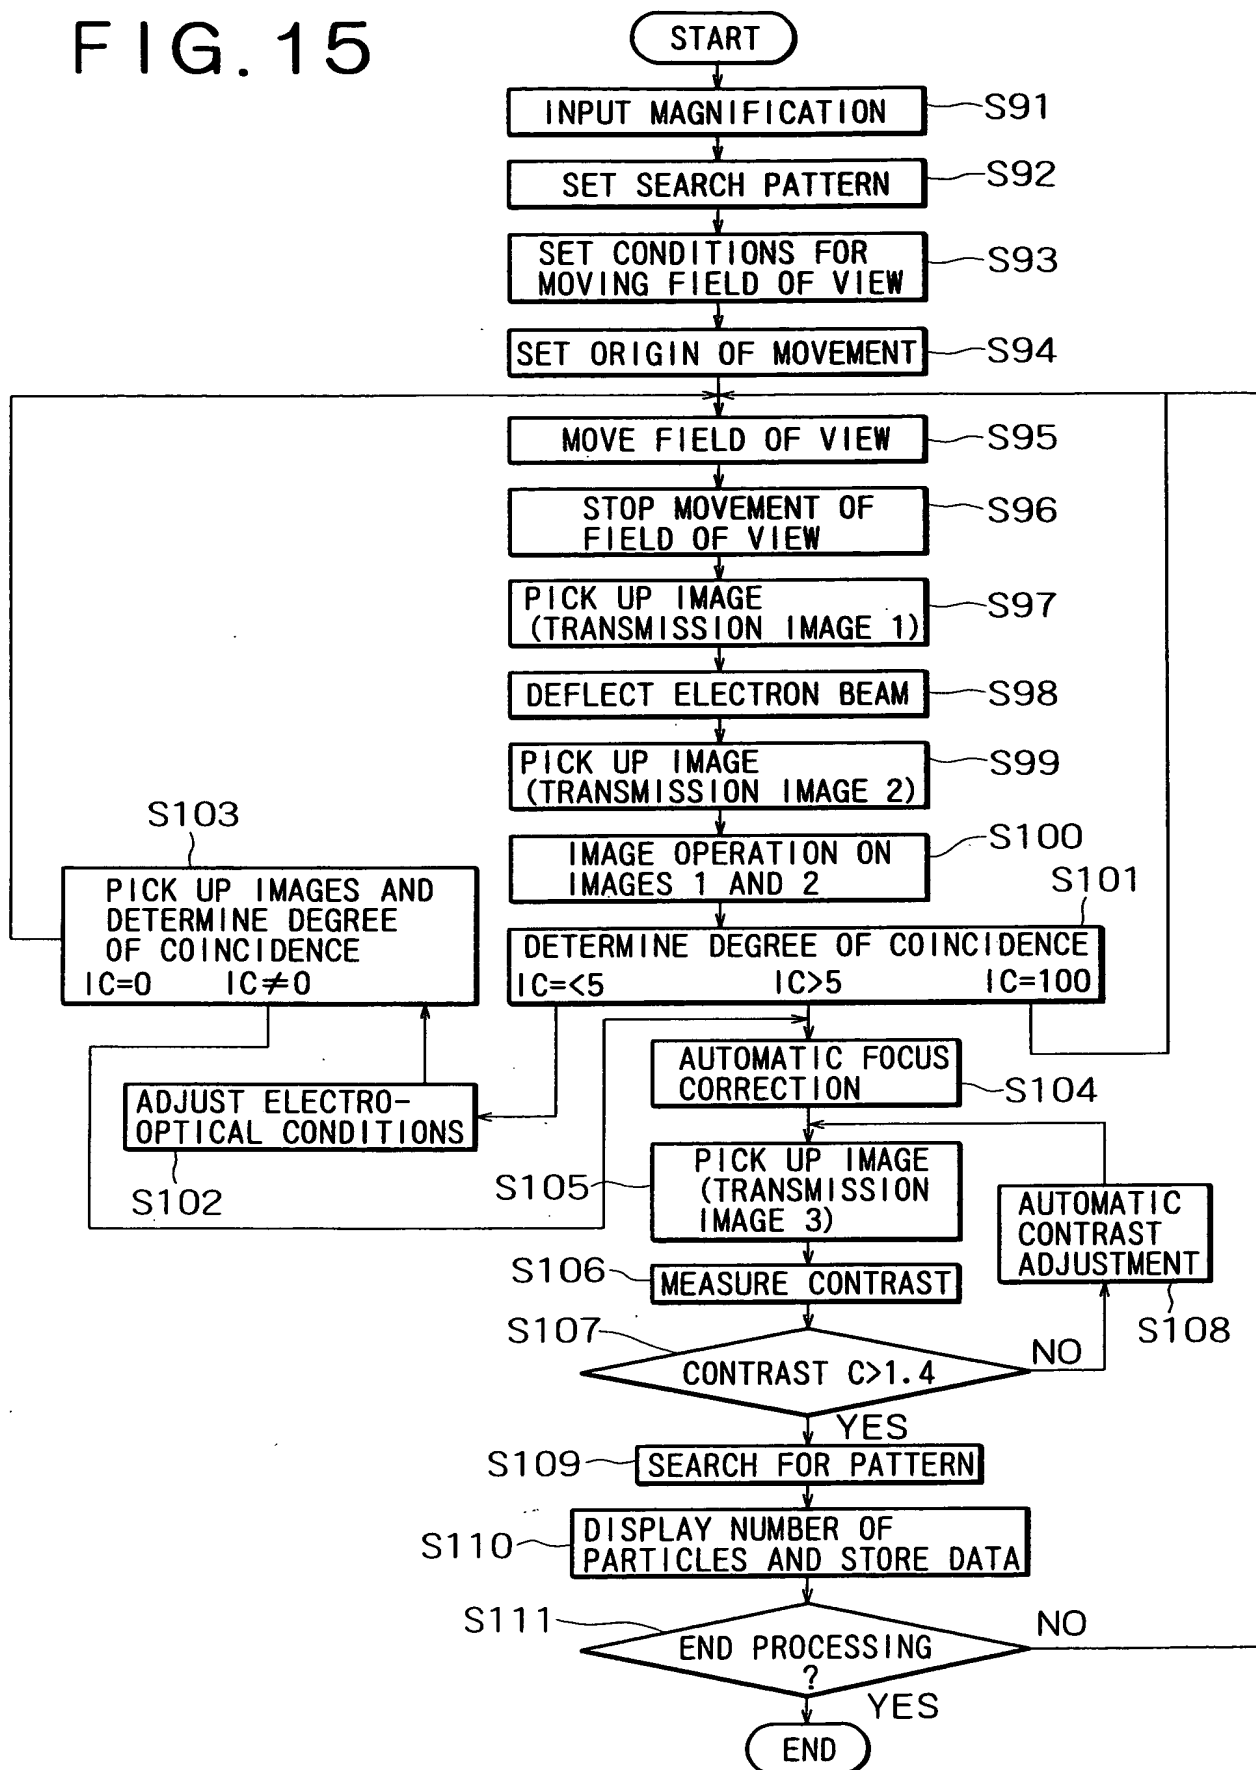 FIG.15
START
INPUT MAGNIFICATION
S91
SET SEARCH PATTERN
S92
SET CONDITIONS FOR
MOVING FIELD OF VIEW
S93
SET ORIGIN OF MOVEMENT
S94
MOVE FIELD OF VIEW
S95
STOP MOVEMENT OF
FIELD OF VIEW
S96
PICK UP IMAGE
(TRANSMISSION IMAGE 1)
S97
DEFLECT ELECTRON BEAM
S98
PICK UP IMAGE
(TRANSMISSION IMAGE 2)
S99
IMAGE OPERATION ON
IMAGES 1 AND 2
S100
S101
DETERMINE DEGREE OF COINCIDENCE
IC=<5 IC>5 IC=100
S103
PICK UP IMAGES AND
DETERMINE DEGREE
OF COINCIDENCE
IC=0 IC≠0
ADJUST ELECTRO-
OPTICAL CONDITIONS
S102
AUTOMATIC FOCUS
CORRECTION
S104
S105
PICK UP IMAGE
(TRANSMISSION
IMAGE 3)
AUTOMATIC
CONTRAST
ADJUSTMENT
S108
S106
MEASURE CONTRAST
S107
CONTRAST C>1.4
NO
YES
S109
SEARCH FOR PATTERN
S110
DISPLAY NUMBER OF
PARTICLES AND STORE DATA
S111
END PROCESSING
?
NO
YES
END